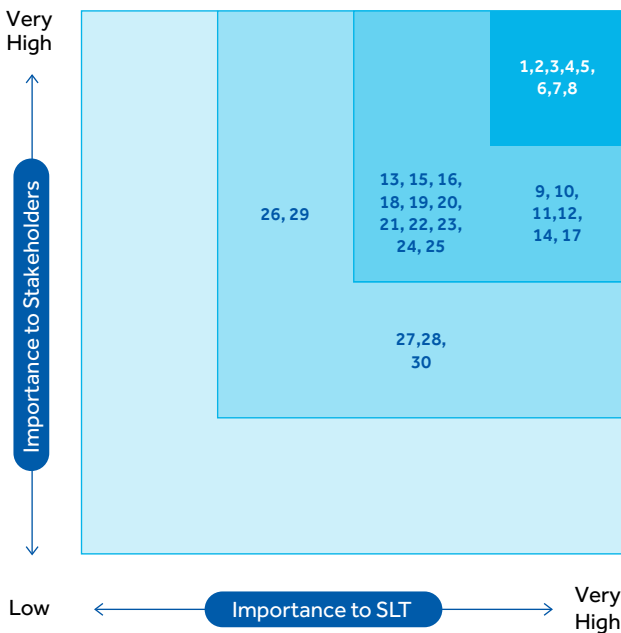 Very
High
1,2,3,4,5,
6,7,8
Importance to Stakeholders
26, 29
13, 15, 16,
18, 19, 20,
21, 22, 23,
24, 25
9, 10,
11,12,
14, 17
27,28,
30
Low
Importance to SLT
Very
High